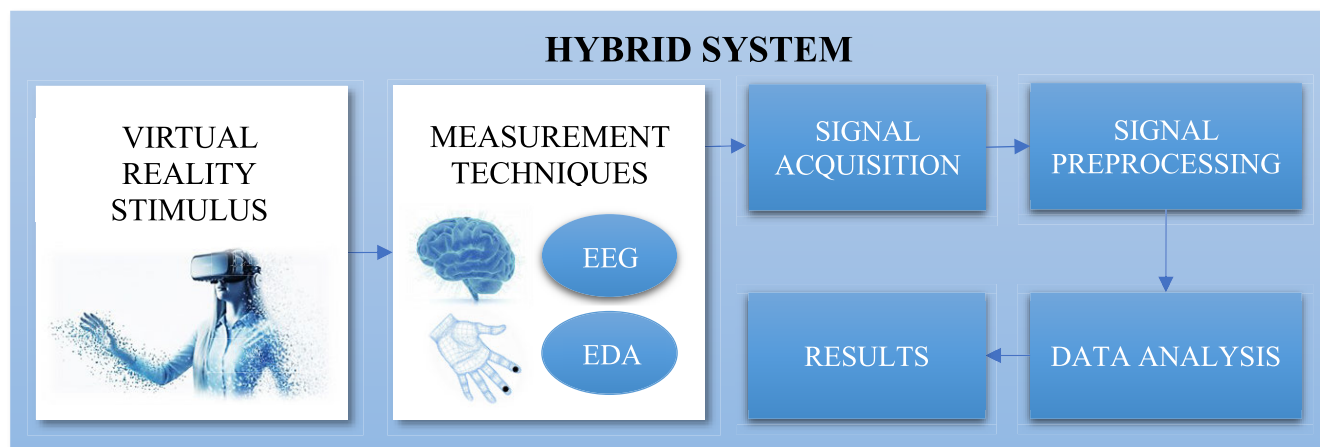 HYBRID SYSTEM
VIRTUAL
REALITY
STIMULUS
MEASUREMENT
TECHNIQUES
EEG
EDA
SIGNAL
ACQUISITION
SIGNAL
PREPROCESSING
DATA ANALYSIS
RESULTS